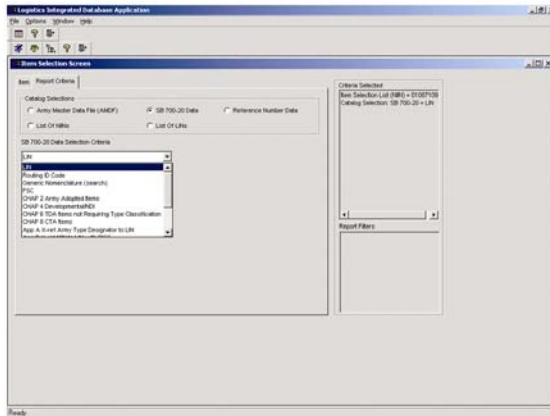 Logistics Integrated Database Application
File Options Window Help
Item Selection Screen
Item Report Criteria
Catalog Selections
Army Master Data File (AMDF)
SB 700-20 Data
Reference Number Data
List Of NIINs
List Of LINs
SB 700-20 Data Selection Criteria
LIN
LIN
Routing ID Code
Generic Nomenclature (search)
FSC
CHAP 2 Army Adopted Items
CHAP 4 Developmental/NDI
CHAP 6 TDA Items not Requiring Type Classification
CHAP 8 CTA Items
App A X-ref Army Type Designator to LIN
Criteria Selected
Item Selection List (NIIN) = 01087109
Catalog Selection: SB 700-20 = LIN
Report Filters
Ready